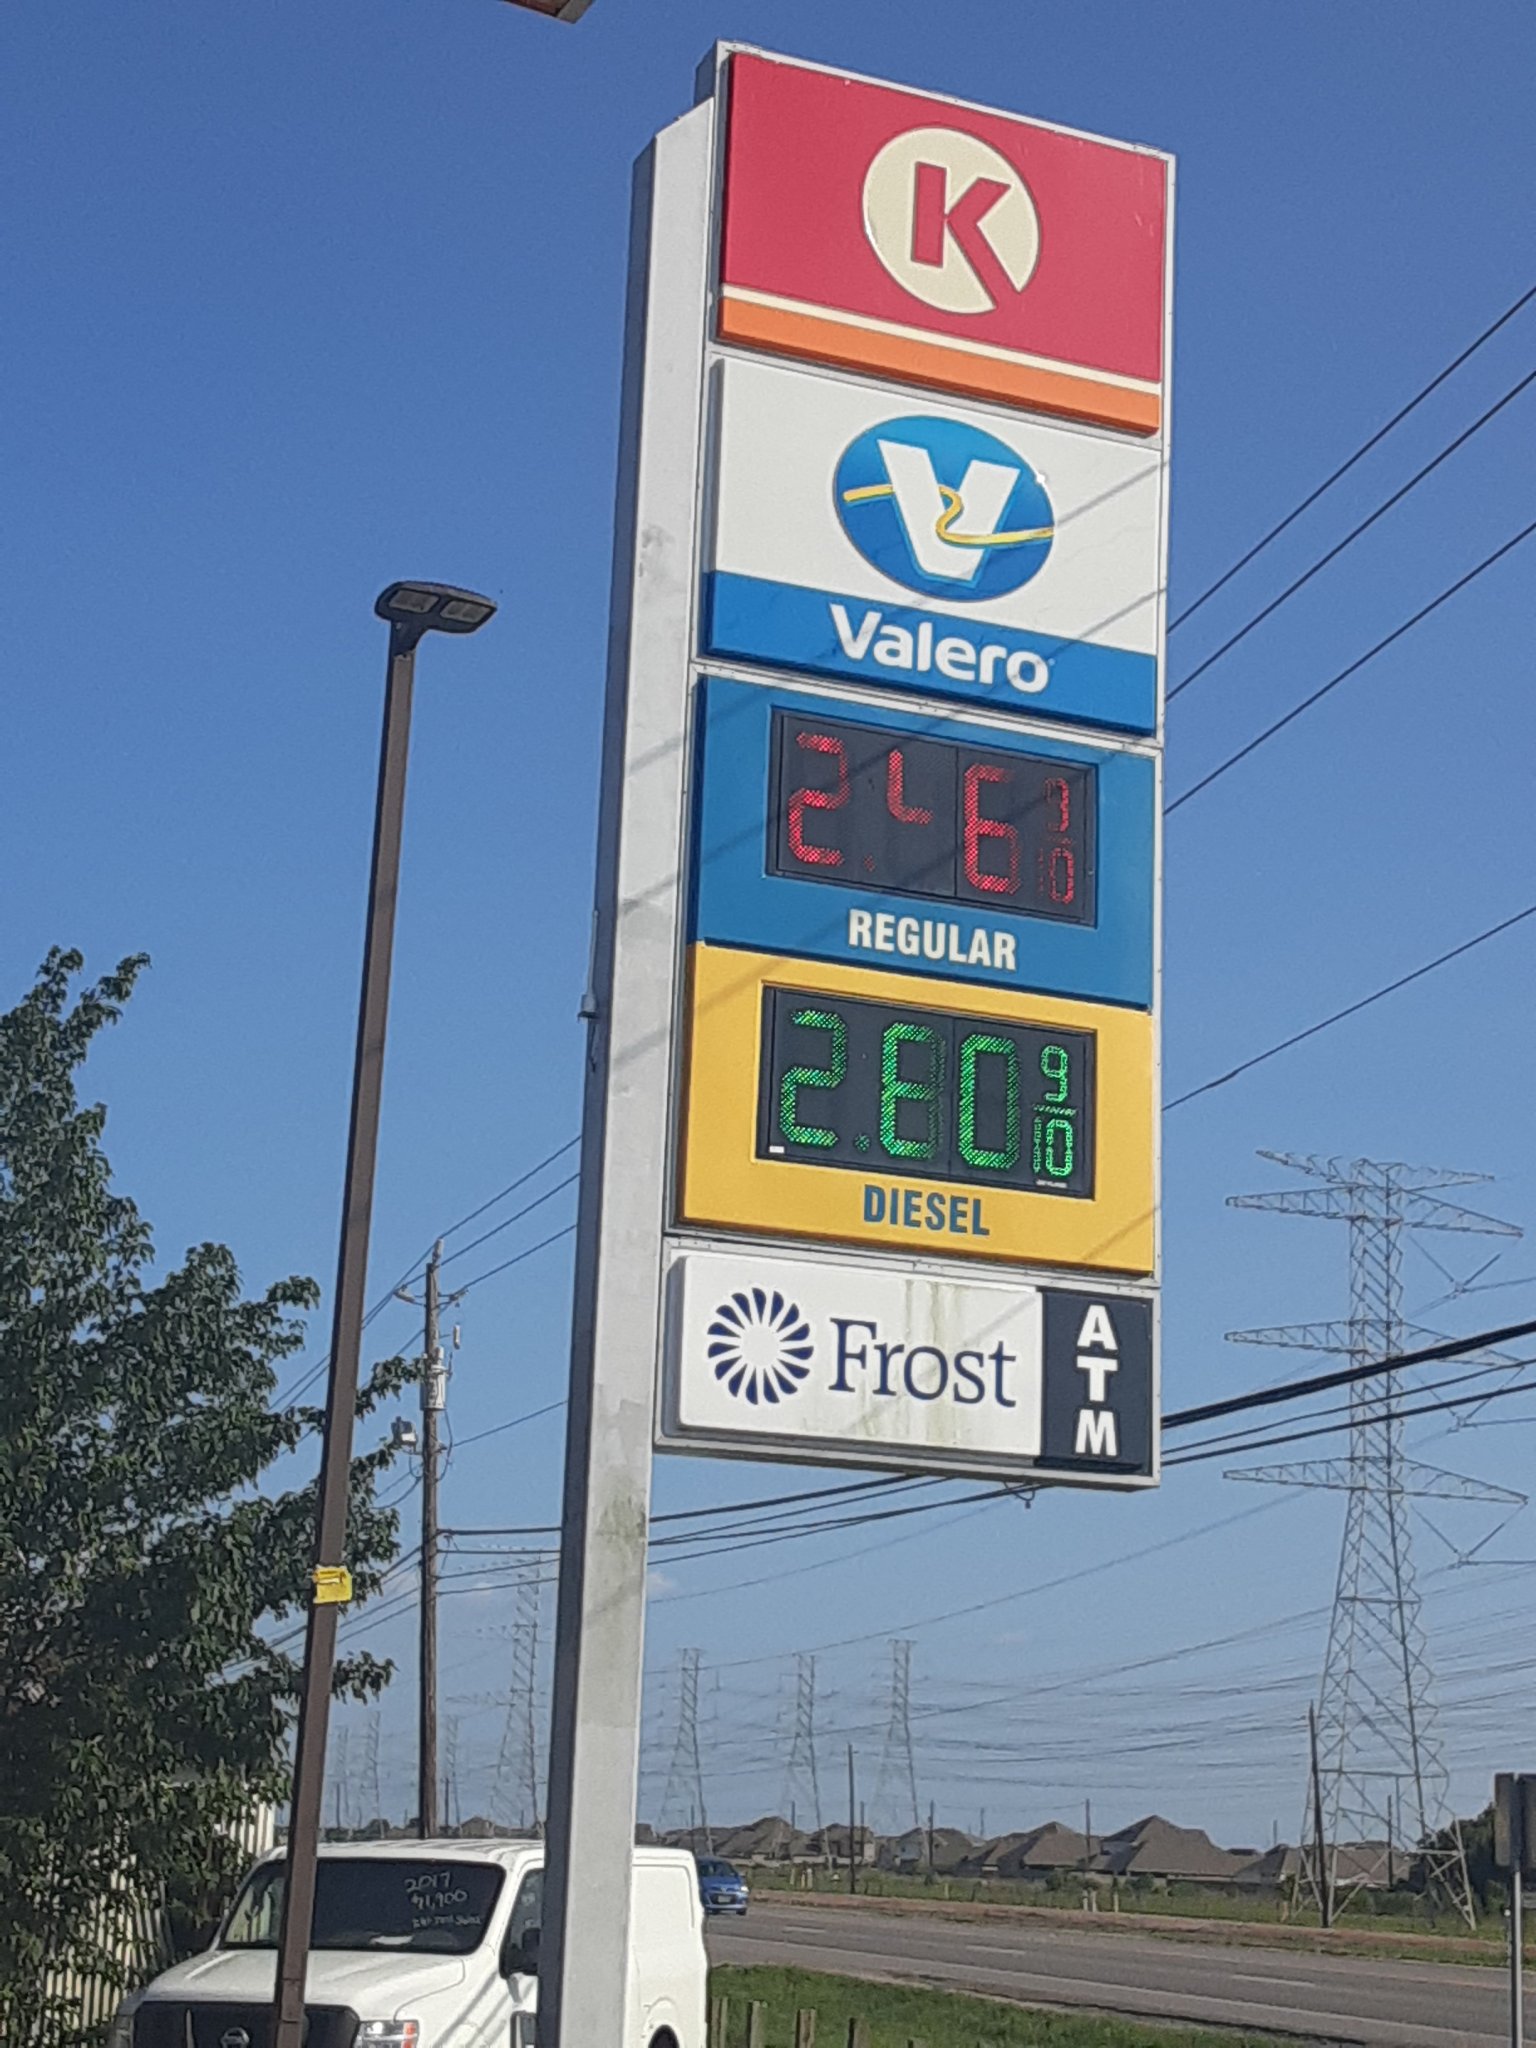 K
V
Valero
2.46 9/10
REGULAR
2.80 9/10
DIESEL
Frost
ATM
2017